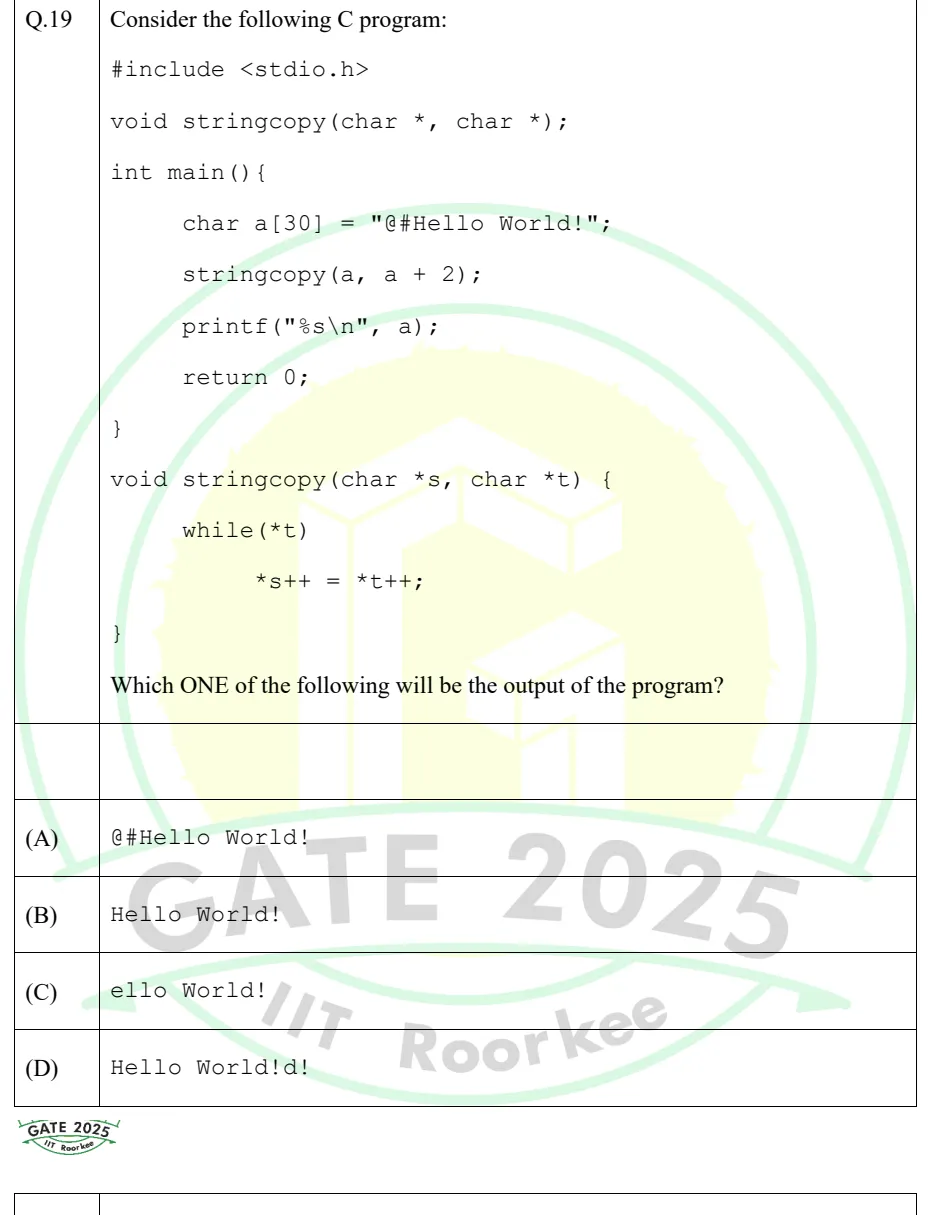 Q.19 Consider the following C program:
#include <stdio.h>
void stringcopy(char *, char *);
int main(){
char a[30] = "@#Hello World!";
stringcopy(a, a + 2);
printf("%s\n", a);
return 0;
}
void stringcopy(char *s, char *t) {
while(*t)
*s++ = *t++;
}
Which ONE of the following will be the output of the program?
(A) @#Hello World!
GATE 2025
(B) Hello World!
(C) ello World!
IIT Roorkee
(D) Hello World!d!
GATE 2025
IIT Roorkee